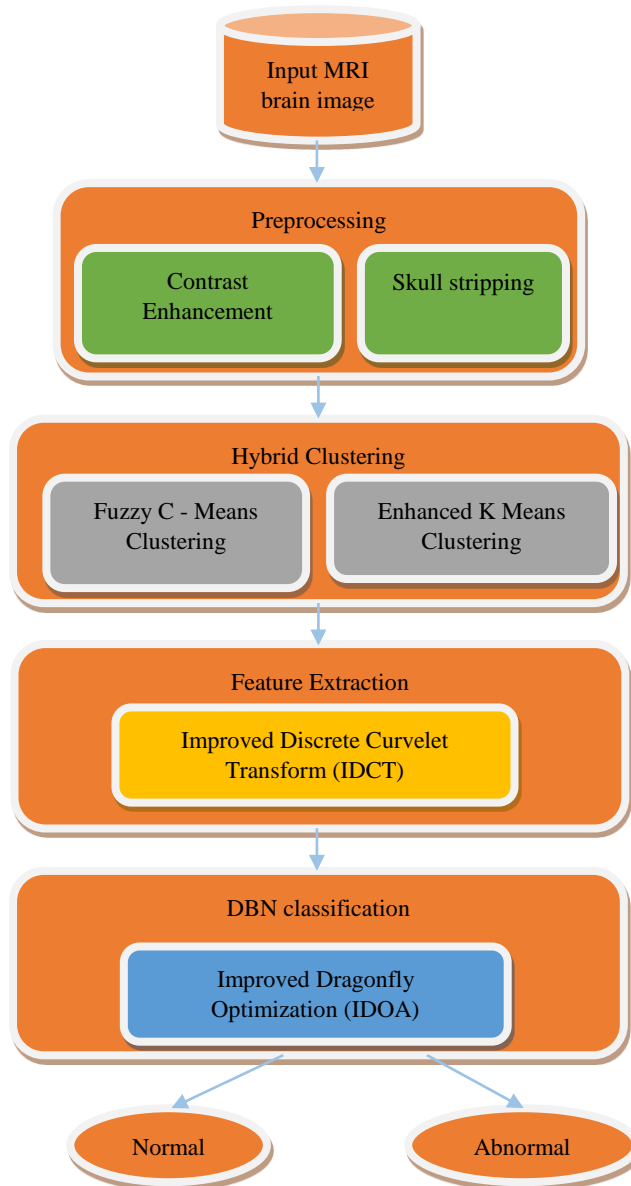 Input MRI
brain image
Preprocessing
Contrast
Enhancement
Skull stripping
Hybrid Clustering
Fuzzy C - Means
Clustering
Enhanced K Means
Clustering
Feature Extraction
Improved Discrete Curvelet
Transform (IDCT)
DBN classification
Improved Dragonfly
Optimization (IDOA)
Normal
Abnormal